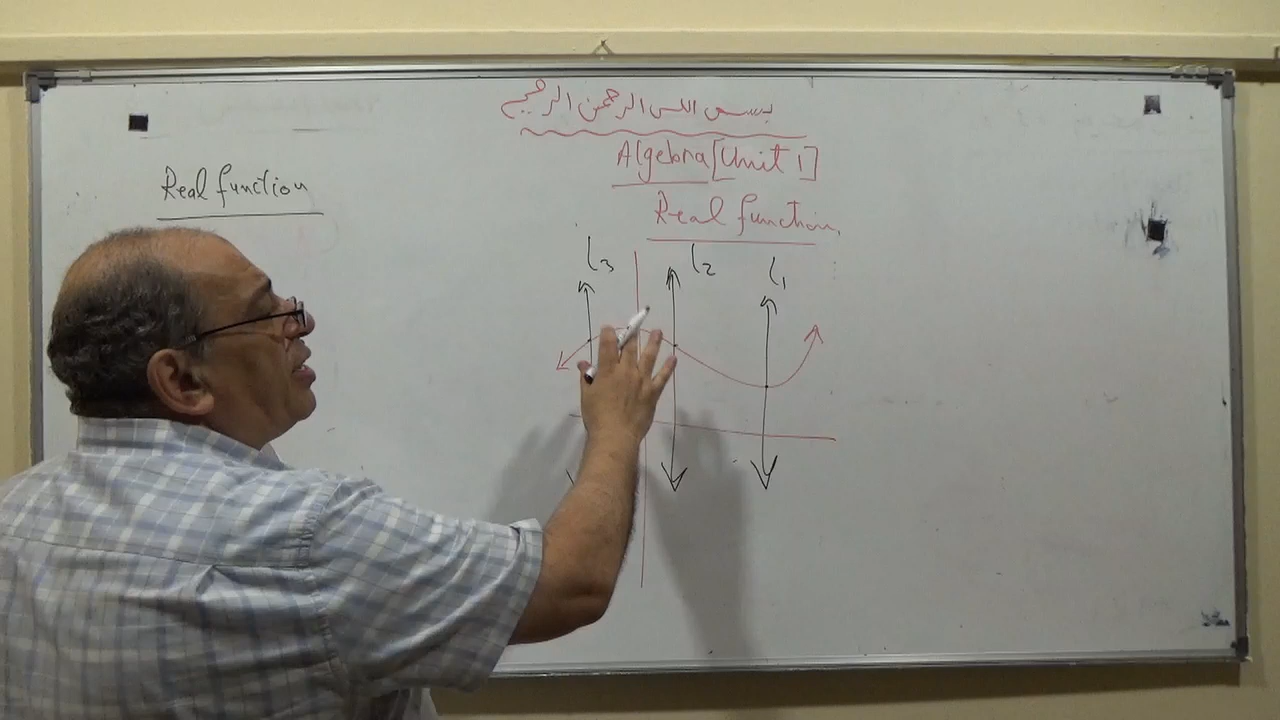 بسم الله الرحمن الرحيم
Algebra [Unit 1]
Real function
Real function
l₃ l₂ l₁